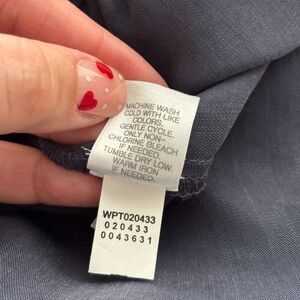 MACHINE WASH
COLD WITH LIKE
COLORS,
GENTLE CYCLE.
ONLY NON-
CHLORINE BLEACH
IF NEEDED.
TUMBLE DRY LOW.
WARM IRON
IF NEEDED.
WPT020433
020433
0043631